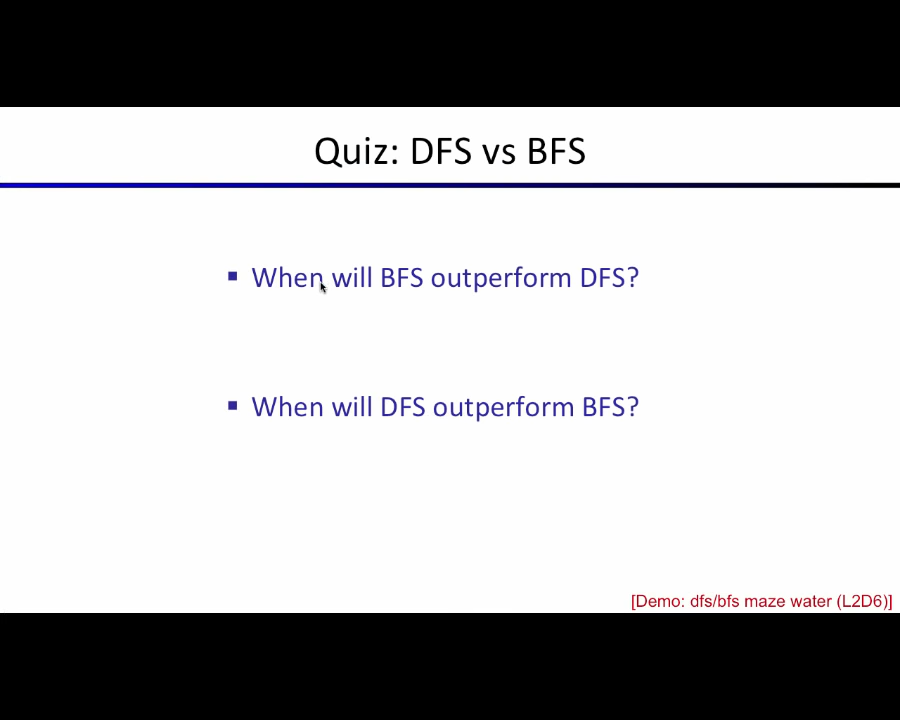 Quiz: DFS vs BFS
▪ When will BFS outperform DFS?
▪ When will DFS outperform BFS?
[Demo: dfs/bfs maze water (L2D6)]